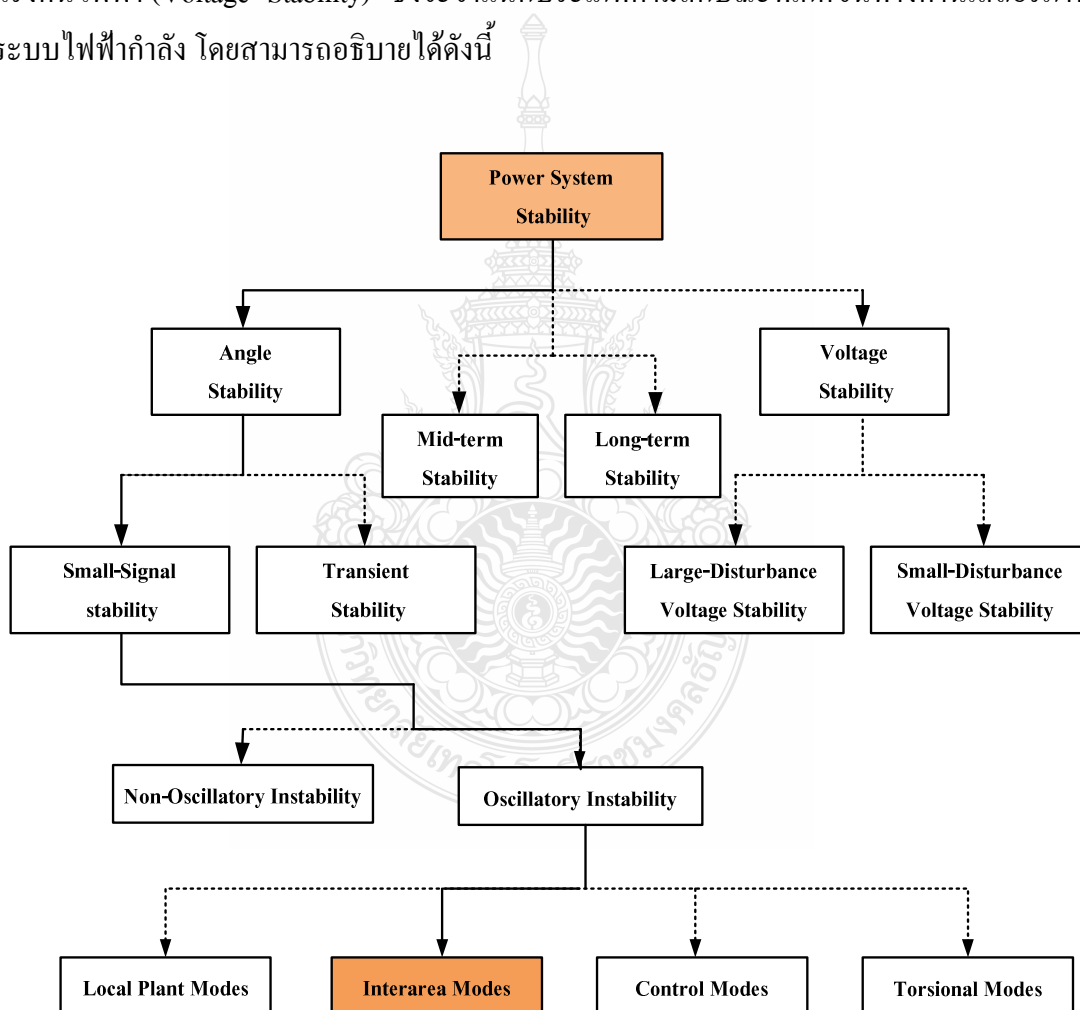 (Voltage Stability)
ระบบไฟฟ้ากำลัง โดยสามารถอธิบายได้ดังนี้
Power System
Stability
Angle
Stability
Voltage
Stability
Mid-term
Stability
Long-term
Stability
Small-Signal
stability
Transient
Stability
Large-Disturbance
Voltage Stability
Small-Disturbance
Voltage Stability
Non-Oscillatory Instability
Oscillatory Instability
Local Plant Modes
Interarea Modes
Control Modes
Torsional Modes